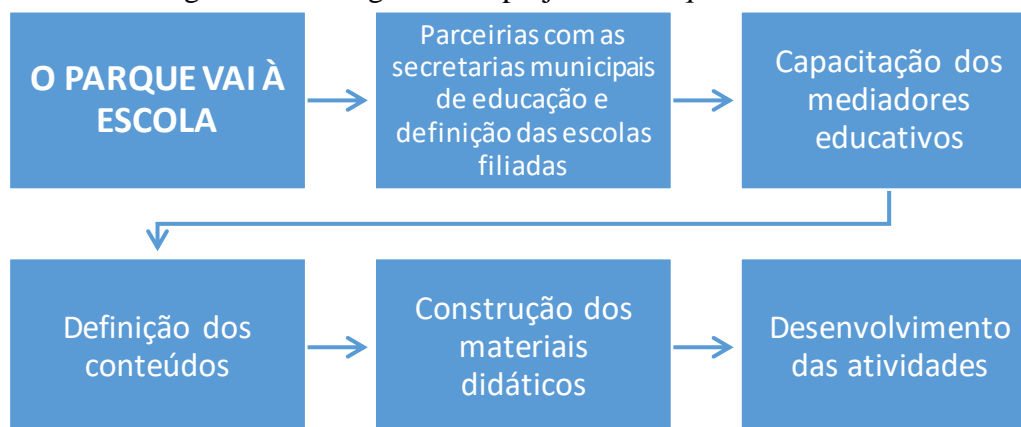 O PARQUE VAI À
ESCOLA
Parceirias com as
secretarias municipais
de educação e
definição das escolas
filiadas
Capacitação dos
mediadores
educativos
Definição dos
conteúdos
Construção dos
materiais
didáticos
Desenvolvimento
das atividades